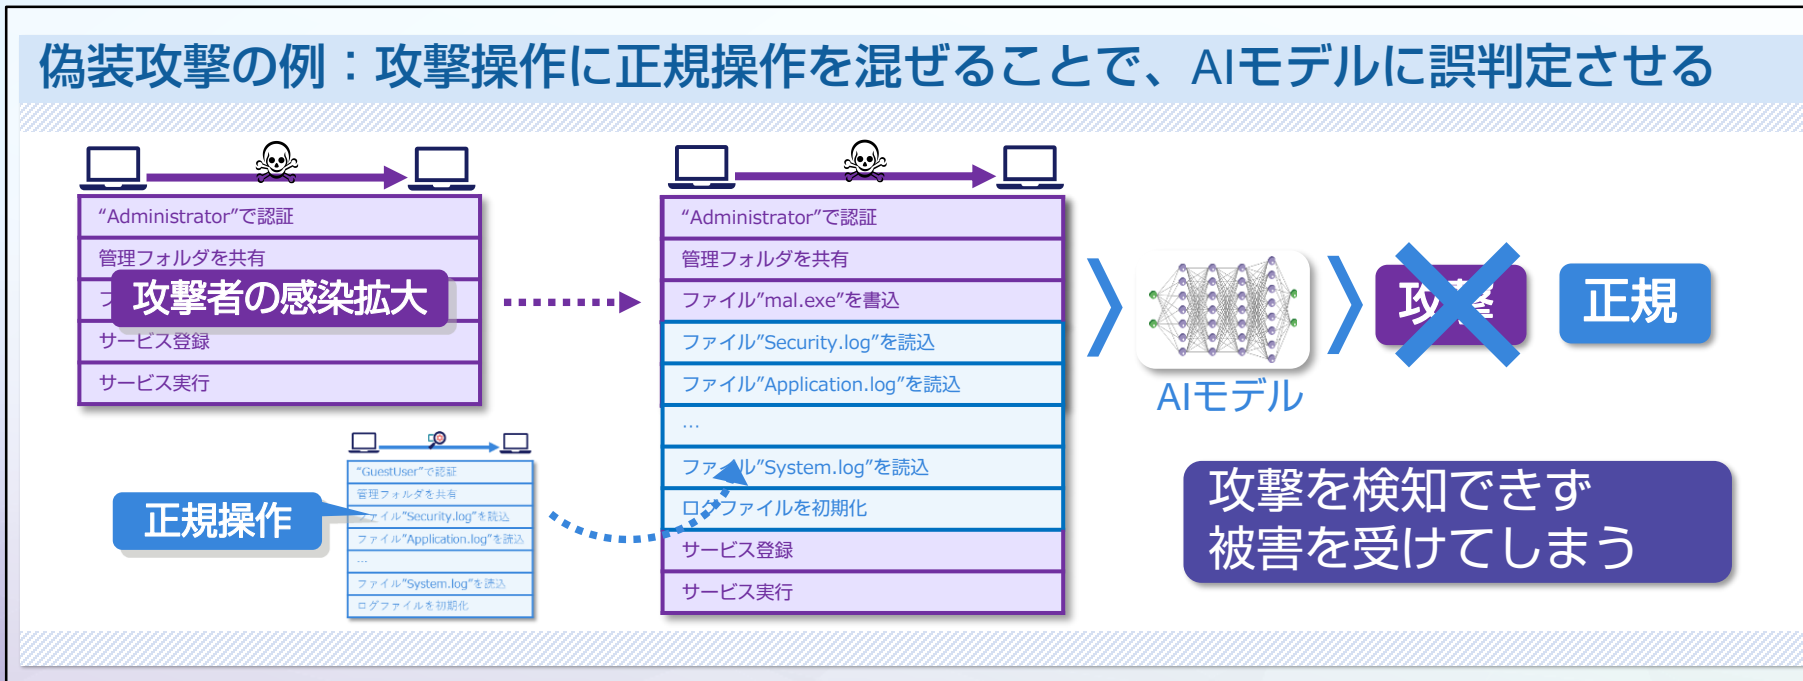 偽装攻撃の例：攻撃操作に正規操作を混ぜることで、AIモデルに誤判定させる
“Administrator”で認証
管理フォルダを共有
攻撃者の感染拡大
サービス登録
サービス実行
正規操作
“GuestUser”で認証
管理フォルダを共有
ファイル”Security.log”を読込
ファイル”Application.log”を読込
…
ファイル”System.log”を読込
ログファイルを初期化
“Administrator”で認証
管理フォルダを共有
ファイル”mal.exe”を書込
ファイル”Security.log”を読込
ファイル”Application.log”を読込
…
ファイル”System.log”を読込
ログファイルを初期化
サービス登録
サービス実行
AIモデル
攻撃
正規
攻撃を検知できず
被害を受けてしまう